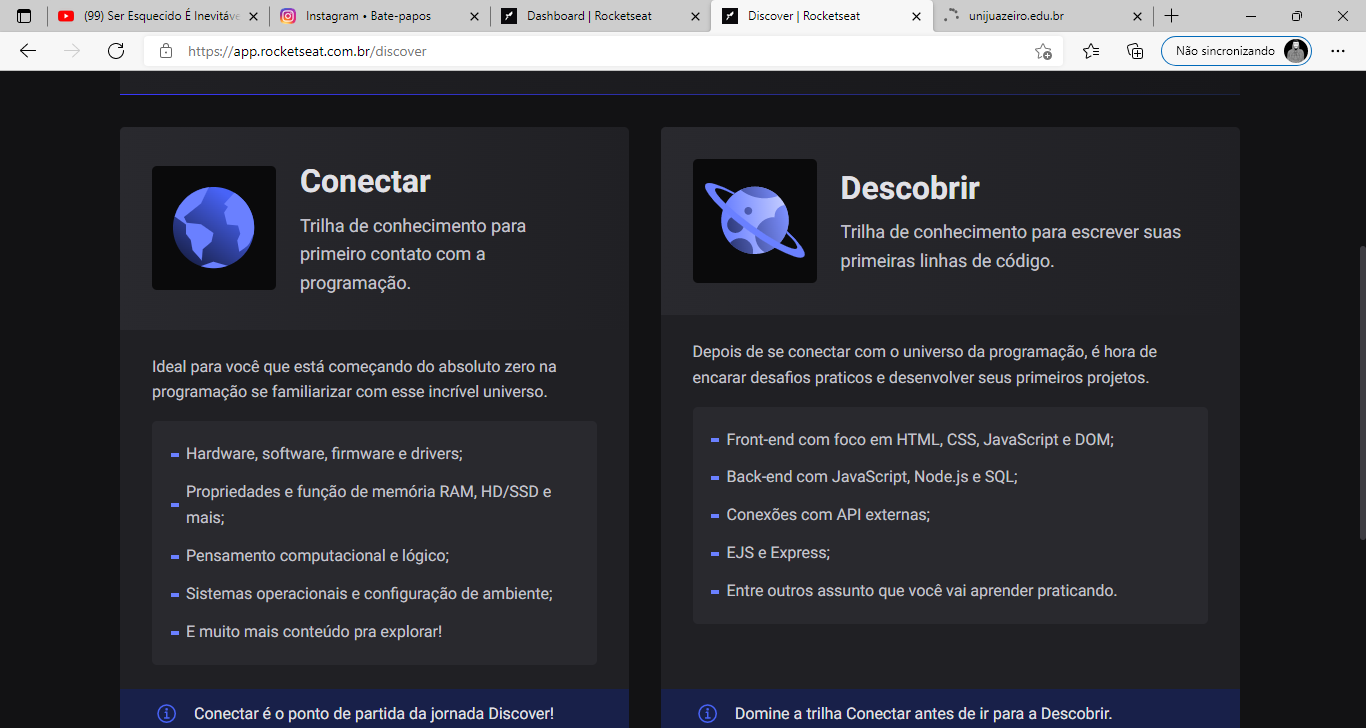 (99) Ser Esquecido É Inevitáve
Instagram • Bate-papos
Dashboard | Rocketseat
Discover | Rocketseat
unijuazeiro.edu.br
https://app.rocketseat.com.br/discover
Não sincronizando
Conectar
Trilha de conhecimento para
primeiro contato com a
programação.
Ideal para você que está começando do absoluto zero na
programação se familiarizar com esse incrível universo.
Hardware, software, firmware e drivers;
Propriedades e função de memória RAM, HD/SSD e
mais;
Pensamento computacional e lógico;
Sistemas operacionais e configuração de ambiente;
E muito mais conteúdo pra explorar!
Conectar é o ponto de partida da jornada Discover!
Descobrir
Trilha de conhecimento para escrever suas
primeiras linhas de código.
Depois de se conectar com o universo da programação, é hora de
encarar desafios praticos e desenvolver seus primeiros projetos.
Front-end com foco em HTML, CSS, JavaScript e DOM;
Back-end com JavaScript, Node.js e SQL;
Conexões com API externas;
EJS e Express;
Entre outros assunto que você vai aprender praticando.
Domine a trilha Conectar antes de ir para a Descobrir.